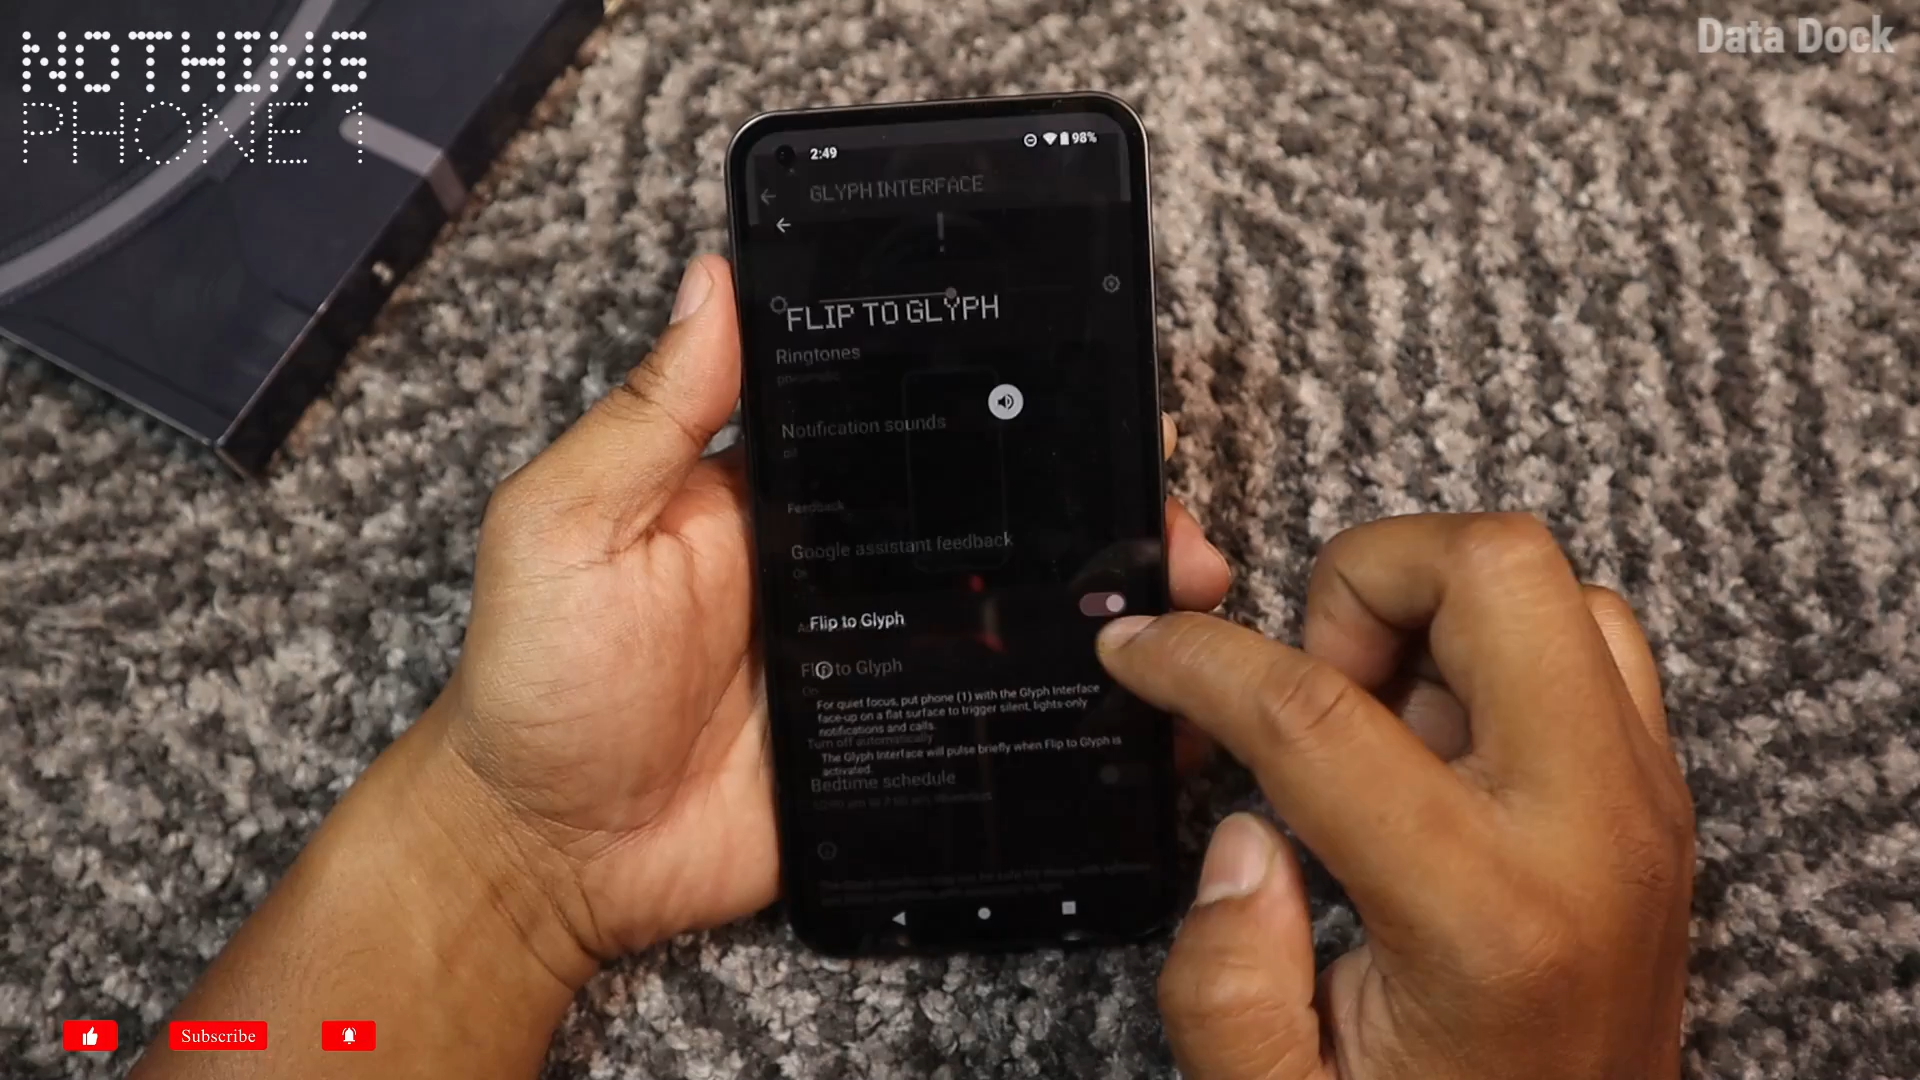 NOTHING
PHONE 1
Data Dock
2:49
98%
GLYPH INTERFACE
FLIP TO GLYPH
Ringtones
Notification sounds
Feedback
Google assistant feedback
On
Flip to Glyph
Flip to Glyph
On
For quiet focus, put phone (1) with the Glyph Interface
face-up on a flat surface to trigger silent, lights-only
notifications and calls.
Turn off automatically
The Glyph Interface will pulse briefly when Flip to Glyph is
activated.
Bedtime schedule
Subscribe